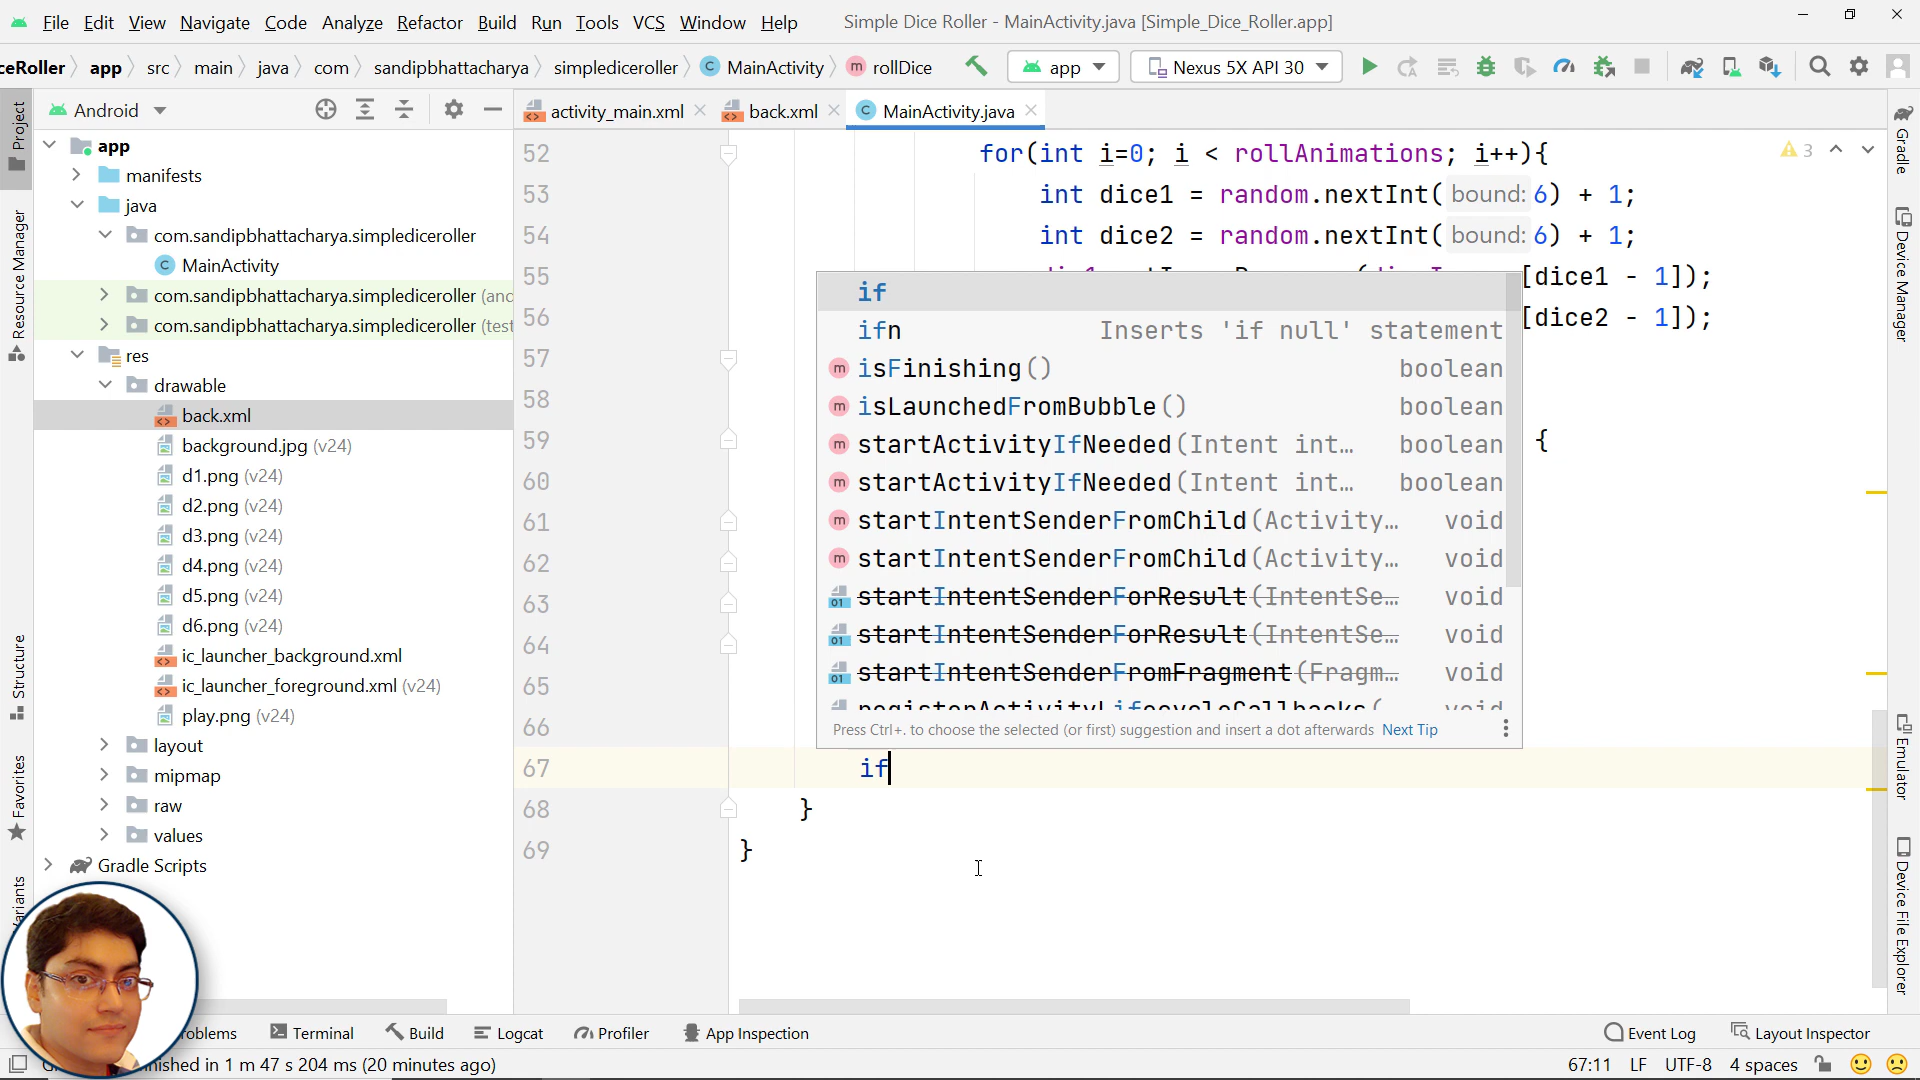 File Edit View Navigate Code Analyze Refactor Build Run Tools VCS Window Help Simple Dice Roller - MainActivity.java [Simple_Dice_Roller.app]
ceRoller app src main java com sandipbhattacharya simplediceroller MainActivity rollDice app Nexus 5X API 30
Android
activity_main.xml back.xml MainActivity.java
Project
Resource Manager
Structure
Favorites
app
manifests
java
com.sandipbhattacharya.simplediceroller
MainActivity
com.sandipbhattacharya.simplediceroller (and
com.sandipbhattacharya.simplediceroller (test
res
drawable
back.xml
background.jpg (v24)
d1.png (v24)
d2.png (v24)
d3.png (v24)
d4.png (v24)
d5.png (v24)
d6.png (v24)
ic_launcher_background.xml
ic_launcher_foreground.xml (v24)
play.png (v24)
layout
mipmap
raw
values
Gradle Scripts
52 for(int i=0; i < rollAnimations; i++){
53 int dice1 = random.nextInt( bound: 6) + 1;
54 int dice2 = random.nextInt( bound: 6) + 1;
55 [dice1 - 1]);
56 [dice2 - 1]);
57
58
59 {
60
61
62
63
64
65
66
67 if
68 }
69 }
3
if
ifn Inserts 'if null' statement
isFinishing() boolean
isLaunchedFromBubble() boolean
startActivityIfNeeded(Intent int… boolean
startActivityIfNeeded(Intent int… boolean
startIntentSenderFromChild(Activity… void
startIntentSenderFromChild(Activity… void
startIntentSenderForResult(IntentSe… void
startIntentSenderForResult(IntentSe… void
startIntentSenderFromFragment(Fragm… void
registerActivityLifecycleCallbacks( void
Press Ctrl+. to choose the selected (or first) suggestion and insert a dot afterwards Next Tip
Gradle
Device Manager
Emulator
Device File Explorer
Terminal Build Logcat Profiler App Inspection Event Log Layout Inspector
in 1 m 47 s 204 ms (20 minutes ago) 67:11 LF UTF-8 4 spaces